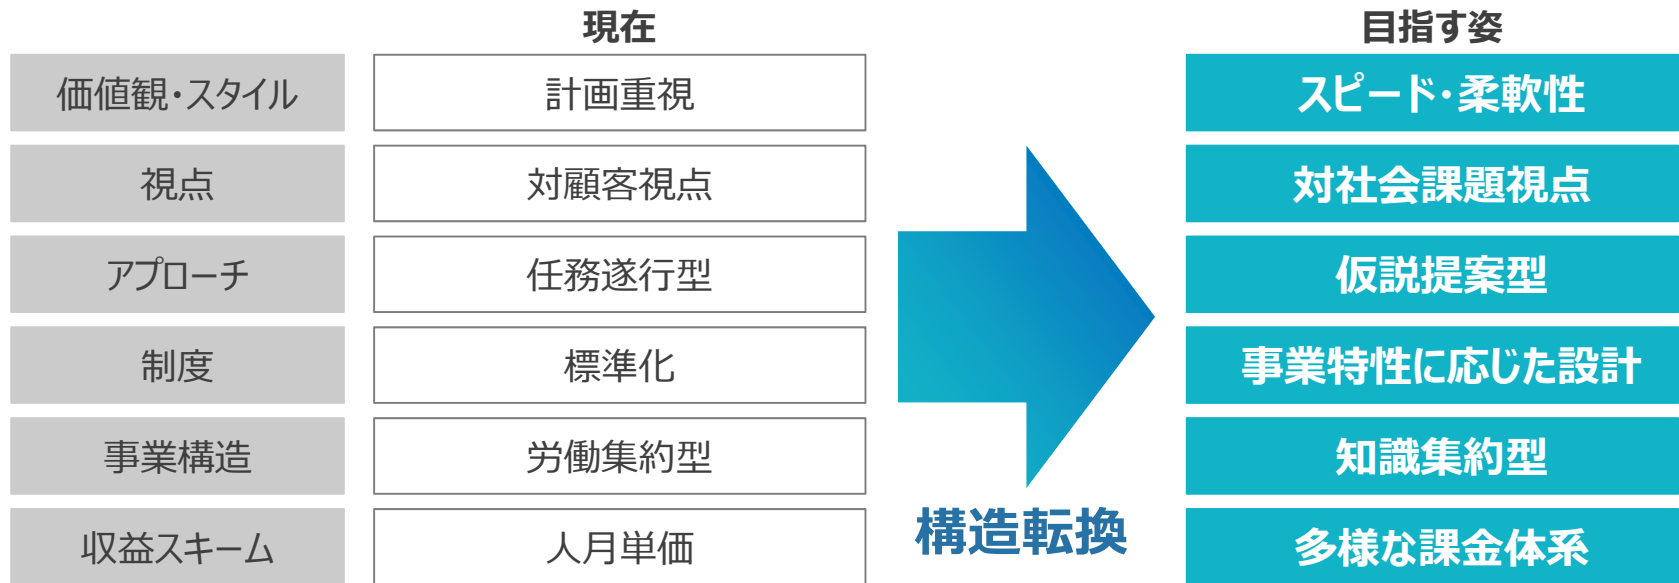 現在 目指す姿
価値観・スタイル 計画重視 スピード・柔軟性
視点 対顧客視点 対社会課題視点
アプローチ 任務遂行型 仮説提案型
制度 標準化 事業特性に応じた設計
事業構造 労働集約型 知識集約型
構造転換
収益スキーム 人月単価 多様な課金体系